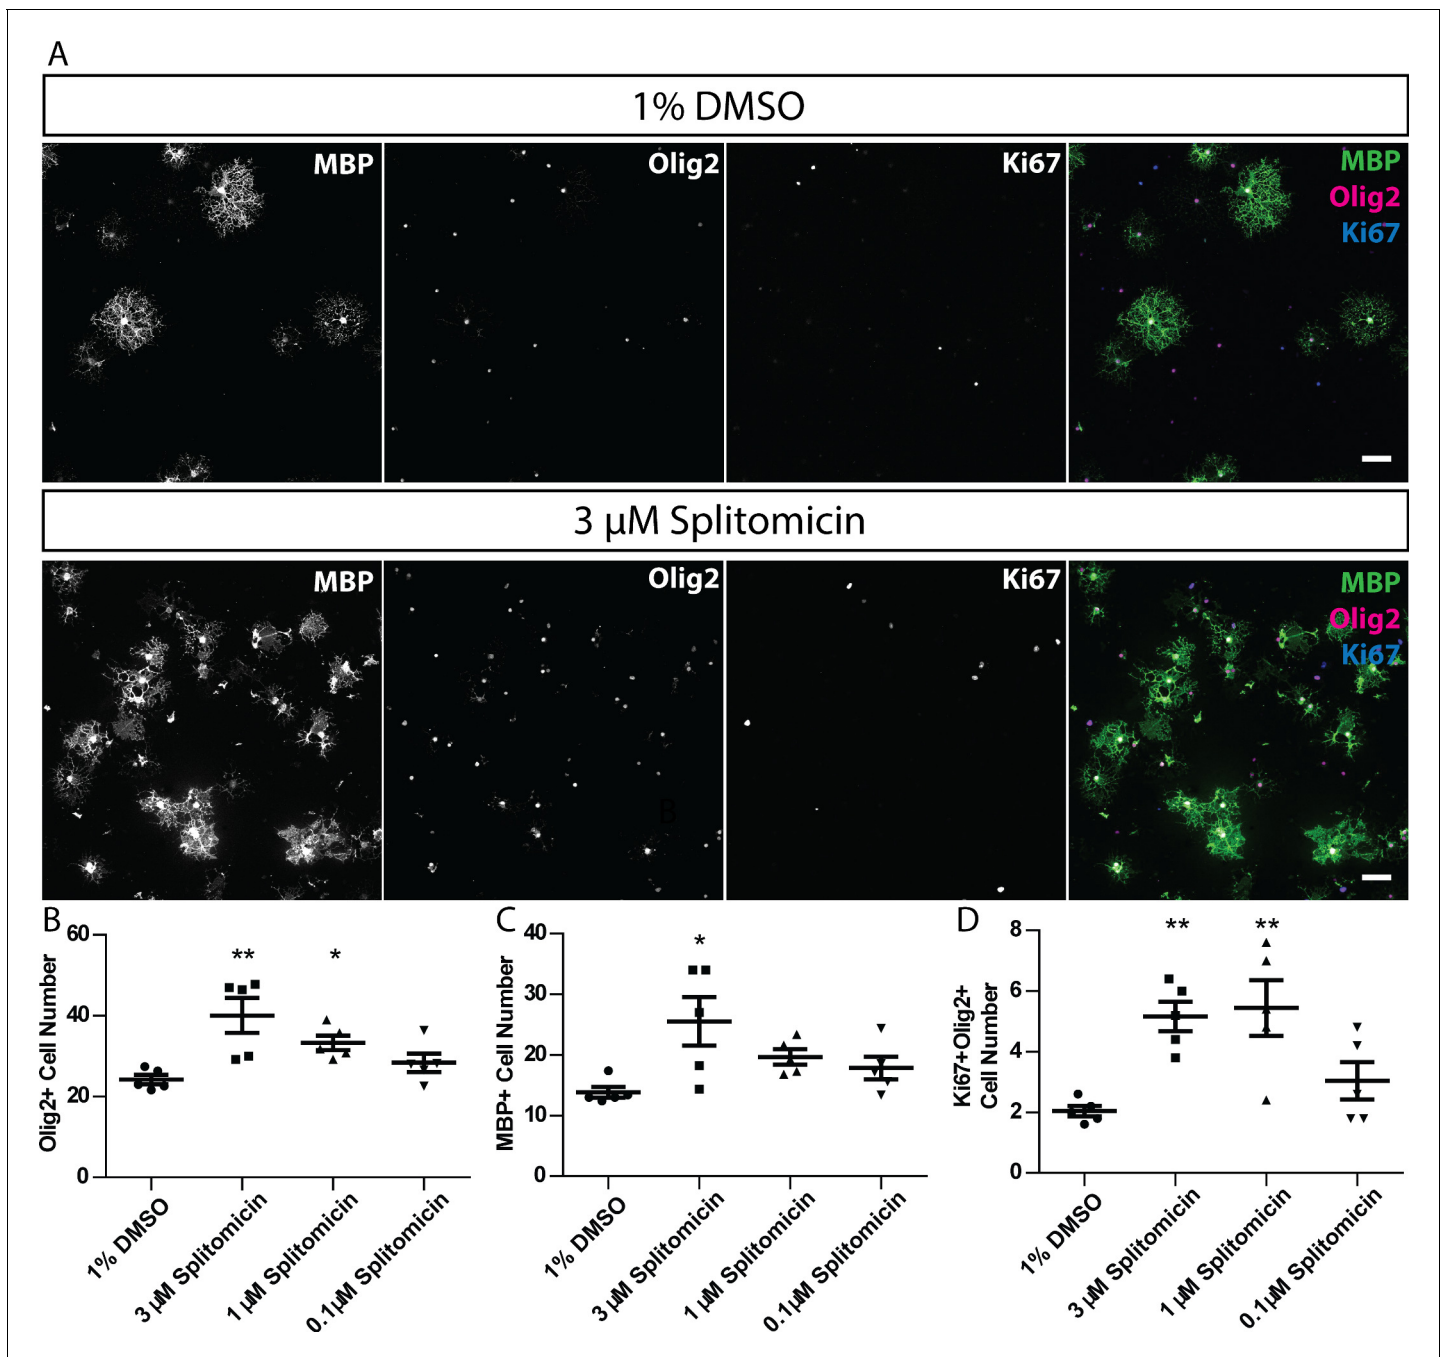 A
1% DMSO
MBP
Olig2
Ki67
MBP
Olig2
Ki67
3 µM Splitomicin
MBP
Olig2
Ki67
MBP
Olig2
Ki67
B
B
60
40
20
0
Olig2+ Cell Number
**
*
1% DMSO
3 µM Splitomicin
1 µM Splitomicin
0.1µM Splitomicin
C
40
30
20
10
0
MBP+ Cell Number
*
1% DMSO
3 µM Splitomicin
1 µM Splitomicin
0.1µM Splitomicin
D
8
6
4
2
0
Ki67+Olig2+
Cell Number
**
**
1% DMSO
3 µM Splitomicin
1 µM Splitomicin
0.1µM Splitomicin